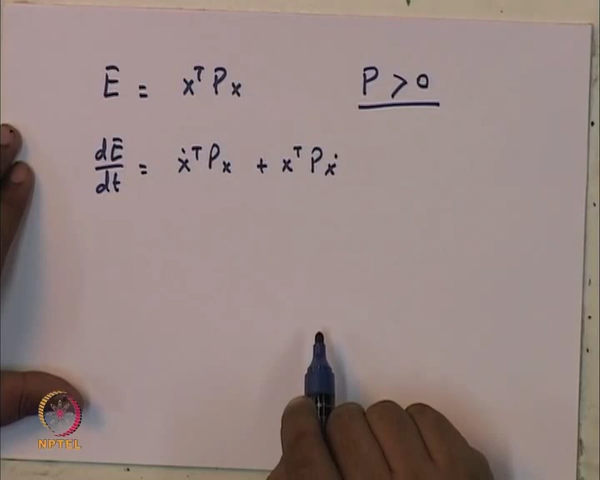 E = xᵀPx P > 0
dE/dt = ẋᵀPx + xᵀPẋ
NPTEL